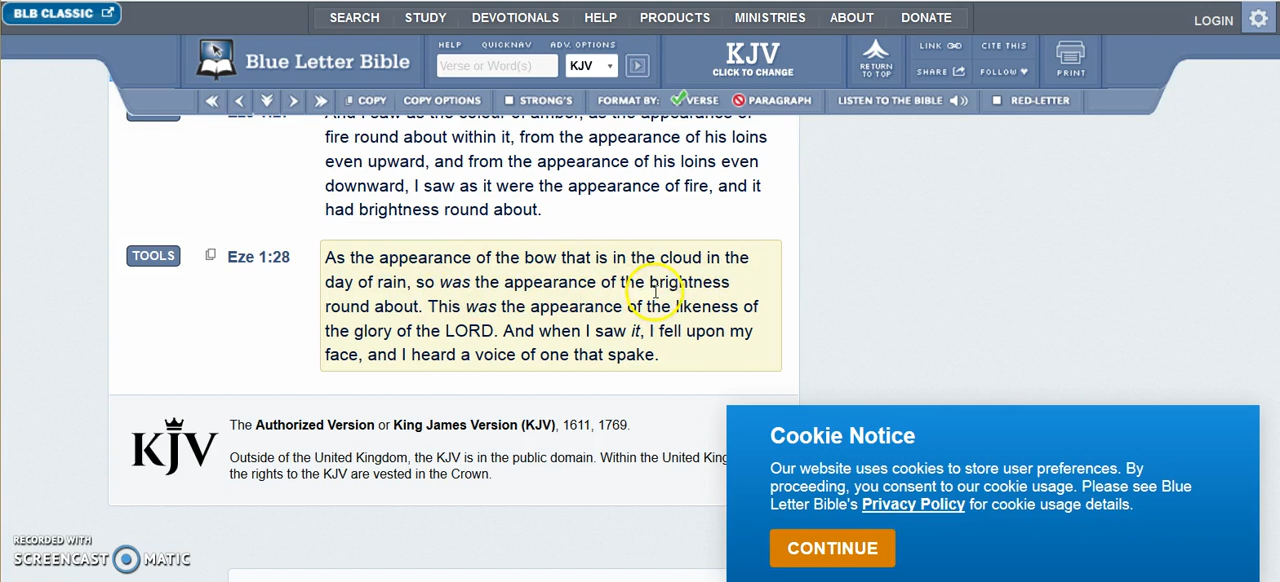 BLB CLASSIC
SEARCH STUDY DEVOTIONALS HELP PRODUCTS MINISTRIES ABOUT DONATE
LOGIN
Blue Letter Bible
HELP QUICKNAV ADV. OPTIONS
Verse or Word(s) KJV
KJV
CLICK TO CHANGE
RETURN
TO TOP
LINK CITE THIS
SHARE FOLLOW
PRINT
COPY COPY OPTIONS STRONG'S FORMAT BY: VERSE PARAGRAPH LISTEN TO THE BIBLE RED-LETTER
And I saw as the colour of amber, as the appearance of
fire round about within it, from the appearance of his loins
even upward, and from the appearance of his loins even
downward, I saw as it were the appearance of fire, and it
had brightness round about.
TOOLS Eze 1:28
As the appearance of the bow that is in the cloud in the
day of rain, so was the appearance of the brightness
round about. This was the appearance of the likeness of
the glory of the LORD. And when I saw it, I fell upon my
face, and I heard a voice of one that spake.
KJV
The Authorized Version or King James Version (KJV), 1611, 1769.
Outside of the United Kingdom, the KJV is in the public domain. Within the United King
the rights to the KJV are vested in the Crown.
Cookie Notice
Our website uses cookies to store user preferences. By
proceeding, you consent to our cookie usage. Please see Blue
Letter Bible's Privacy Policy for cookie usage details.
CONTINUE
RECORDED WITH
SCREENCAST MATIC